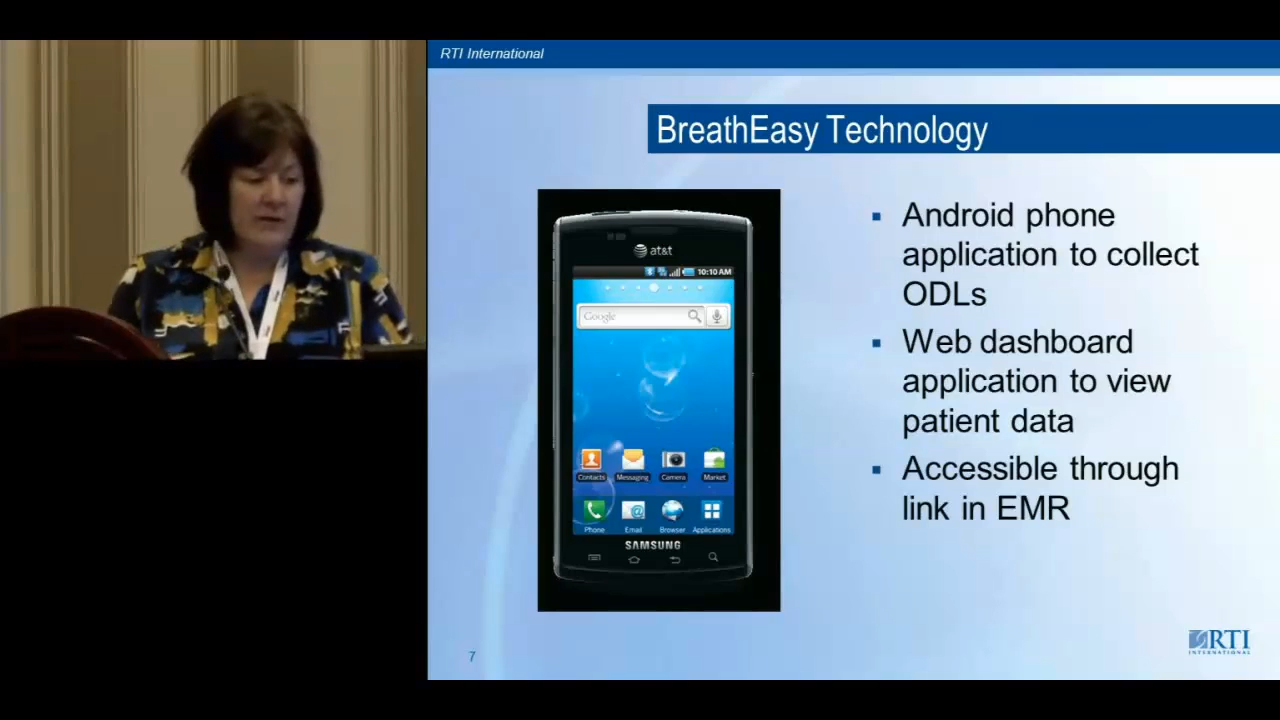 RTI International
BreathEasy Technology
at&t
10:10 AM
Google
Contacts Messaging Camera Market
Phone Email Browser Applications
SAMSUNG
▪ Android phone
application to collect
ODLs
▪ Web dashboard
application to view
patient data
▪ Accessible through
link in EMR
7
RTI
INTERNATIONAL